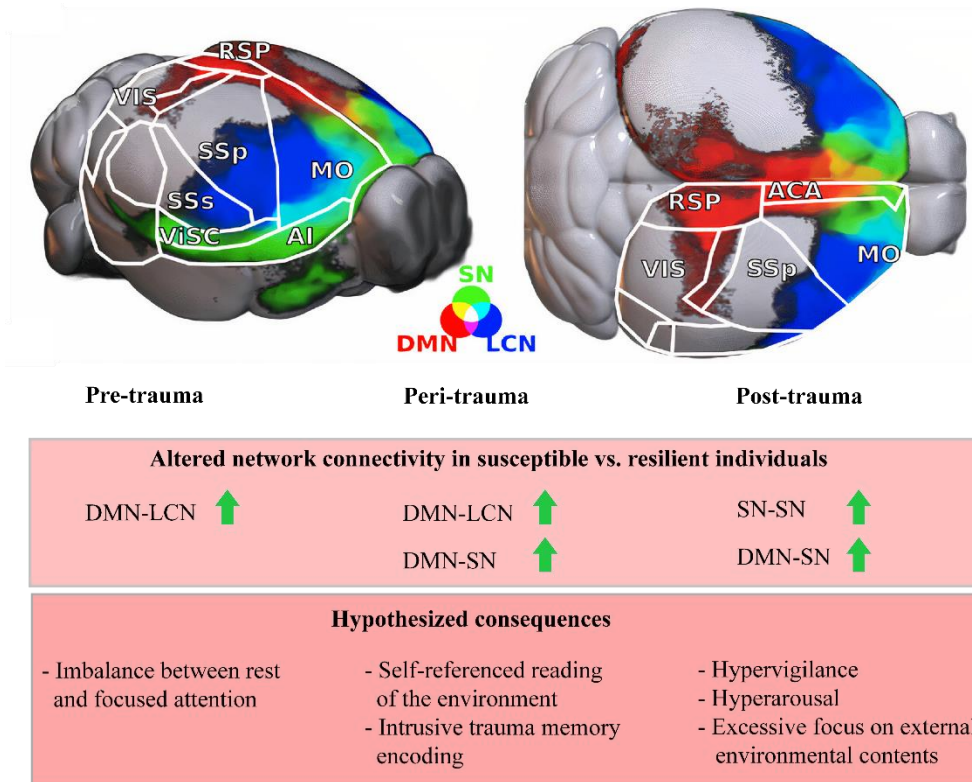 RSP
VIS
SSp
MO
SSs
ViSC
AI
SN
DMN
LCN
RSP
ACA
VIS
SSp
MO
Pre-trauma
Peri-trauma
Post-trauma
Altered network connectivity in susceptible vs. resilient individuals
DMN-LCN
DMN-LCN
SN-SN
DMN-SN
DMN-SN
Hypothesized consequences
- Imbalance between rest
and focused attention
- Self-referenced reading
of the environment
- Intrusive trauma memory
encoding
- Hypervigilance
- Hyperarousal
- Excessive focus on external
environmental contents